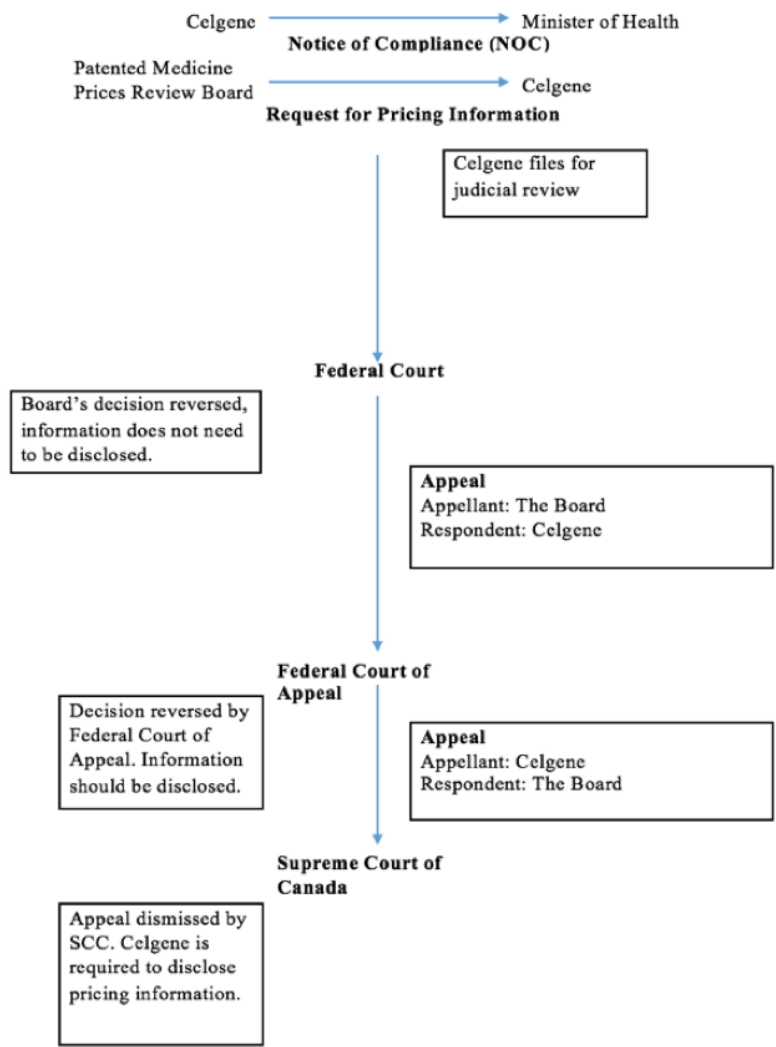 Celgene
Minister of Health
Notice of Compliance (NOC)
Patented Medicine
Prices Review Board
Celgene
Request for Pricing Information
Celgene files for
judicial review
Federal Court
Board's decision reversed,
information does not need
to be disclosed.
Appeal
Appellant: The Board
Respondent: Celgene
Federal Court of
Appeal
Decision reversed by
Federal Court of
Appeal. Information
should be disclosed.
Appeal
Appellant: Celgene
Respondent: The Board
Supreme Court of
Canada
Appeal dismissed by
SCC. Celgene is
required to disclose
pricing information.